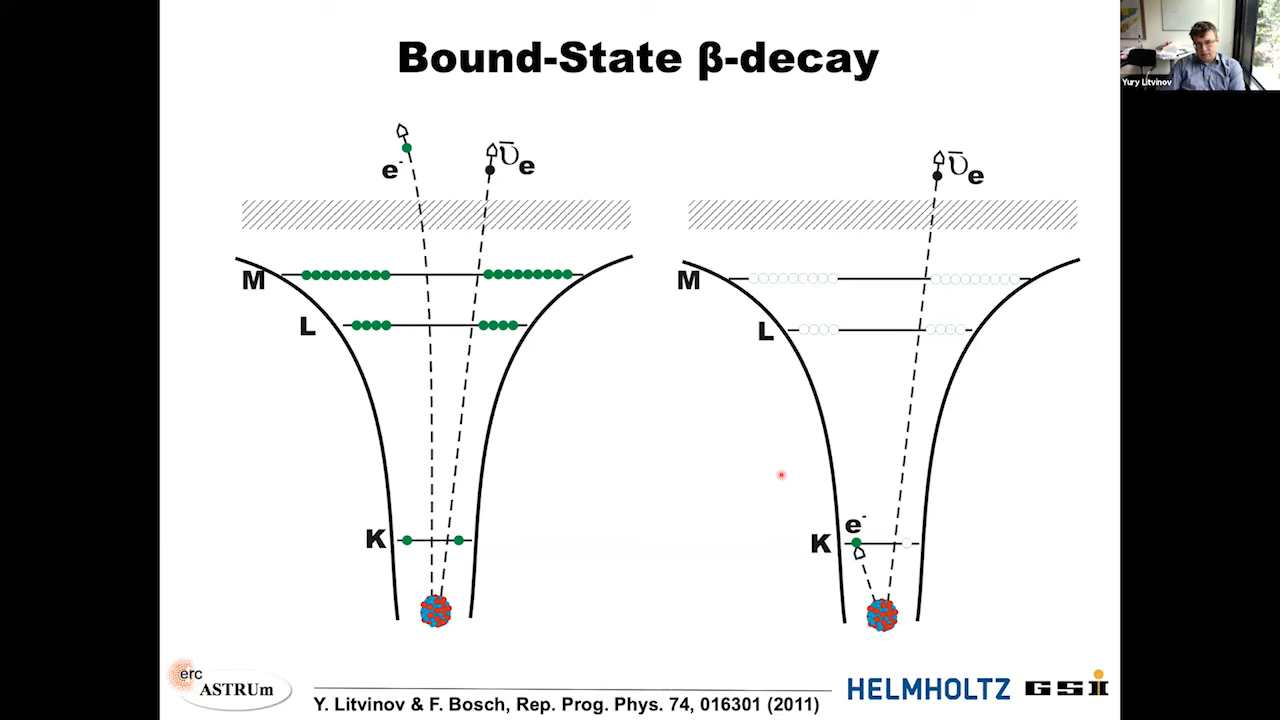 Bound-State β-decay
Yury Litvinov
e-
ῡe
ῡe
M
L
K
M
L
e-
K
erc
ASTRUm
Y. Litvinov & F. Bosch, Rep. Prog. Phys. 74, 016301 (2011)
HELMHOLTZ
GSI